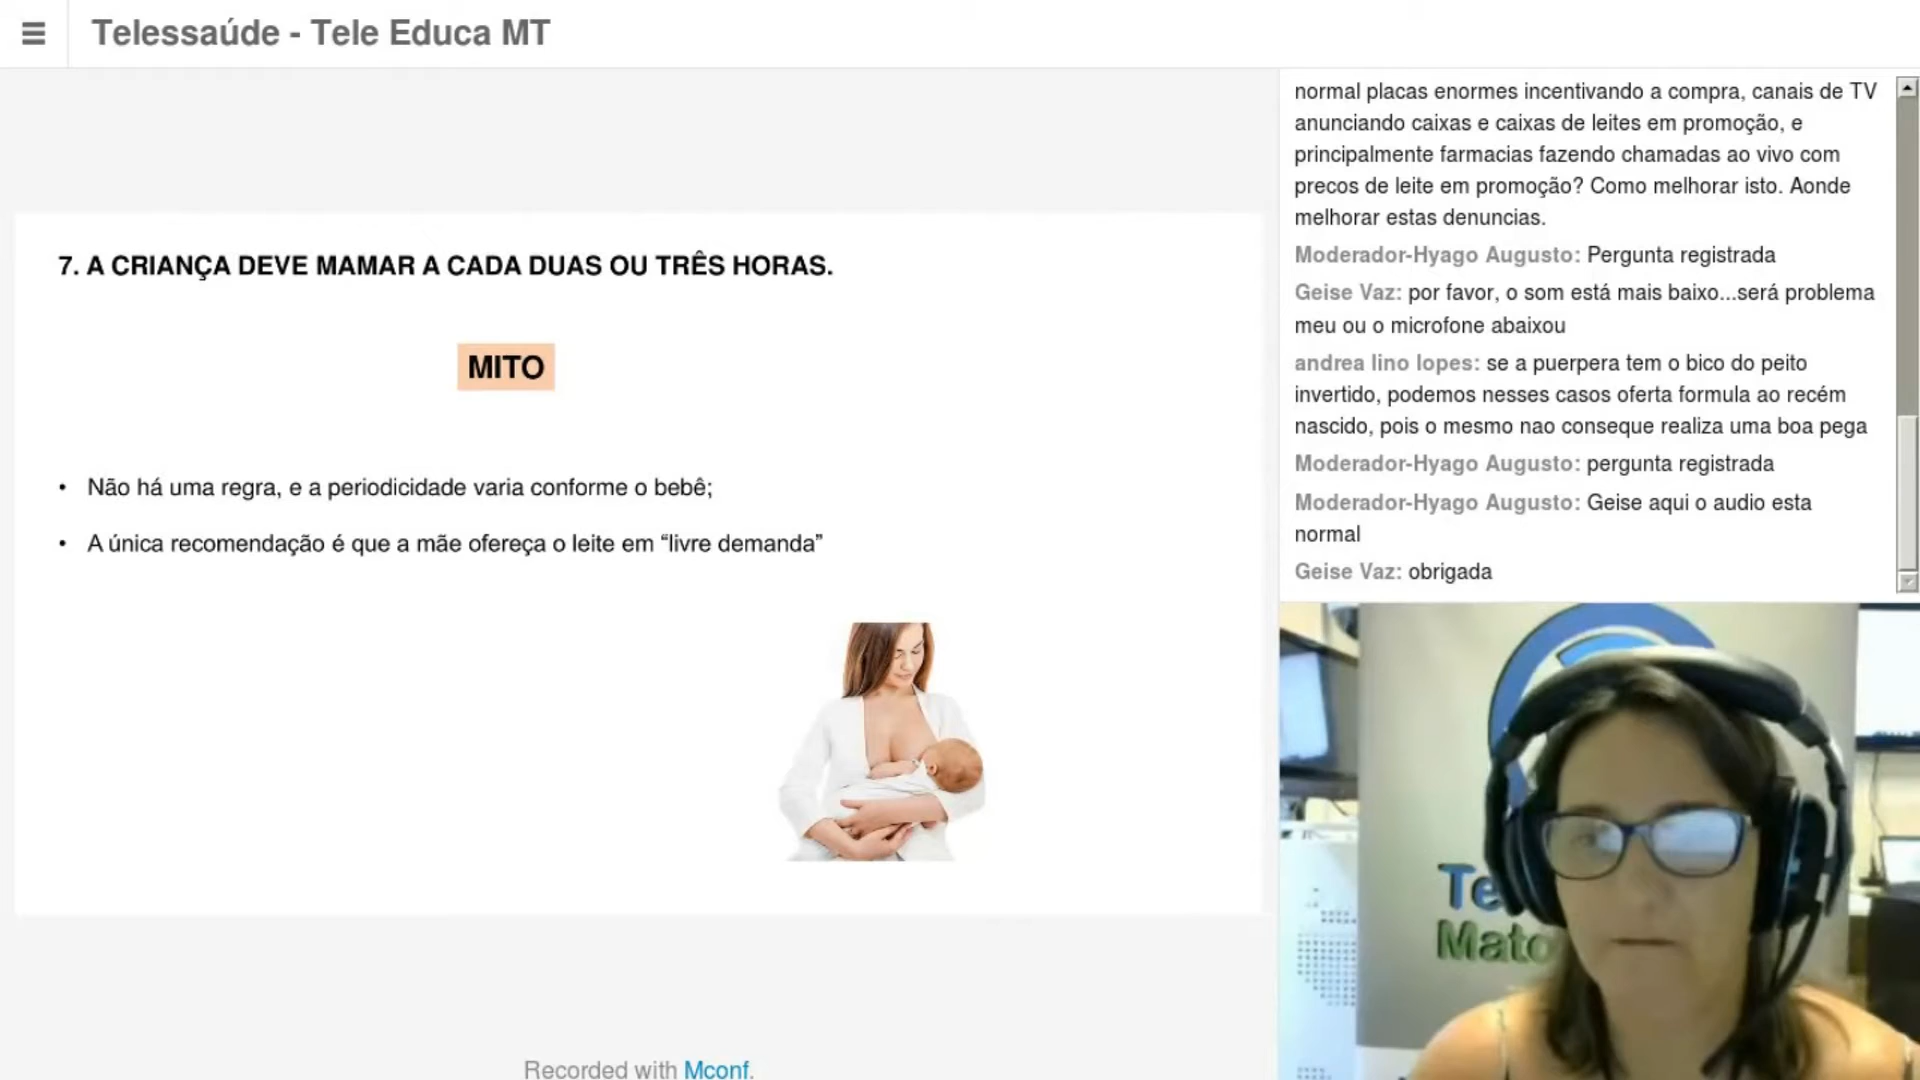 Telessaúde - Tele Educa MT
7. A CRIANÇA DEVE MAMAR A CADA DUAS OU TRÊS HORAS.
MITO
• Não há uma regra, e a periodicidade varia conforme o bebê;
• A única recomendação é que a mãe ofereça o leite em “livre demanda”
Recorded with Mconf.
normal placas enormes incentivando a compra, canais de TV
anunciando caixas e caixas de leites em promoção, e
principalmente farmacias fazendo chamadas ao vivo com
precos de leite em promoção? Como melhorar isto. Aonde
melhorar estas denuncias.
Moderador-Hyago Augusto: Pergunta registrada
Geise Vaz: por favor, o som está mais baixo...será problema
meu ou o microfone abaixou
andrea lino lopes: se a puerpera tem o bico do peito
invertido, podemos nesses casos oferta formula ao recém
nascido, pois o mesmo nao conseque realiza uma boa pega
Moderador-Hyago Augusto: pergunta registrada
Moderador-Hyago Augusto: Geise aqui o audio esta
normal
Geise Vaz: obrigada
Te
Mato